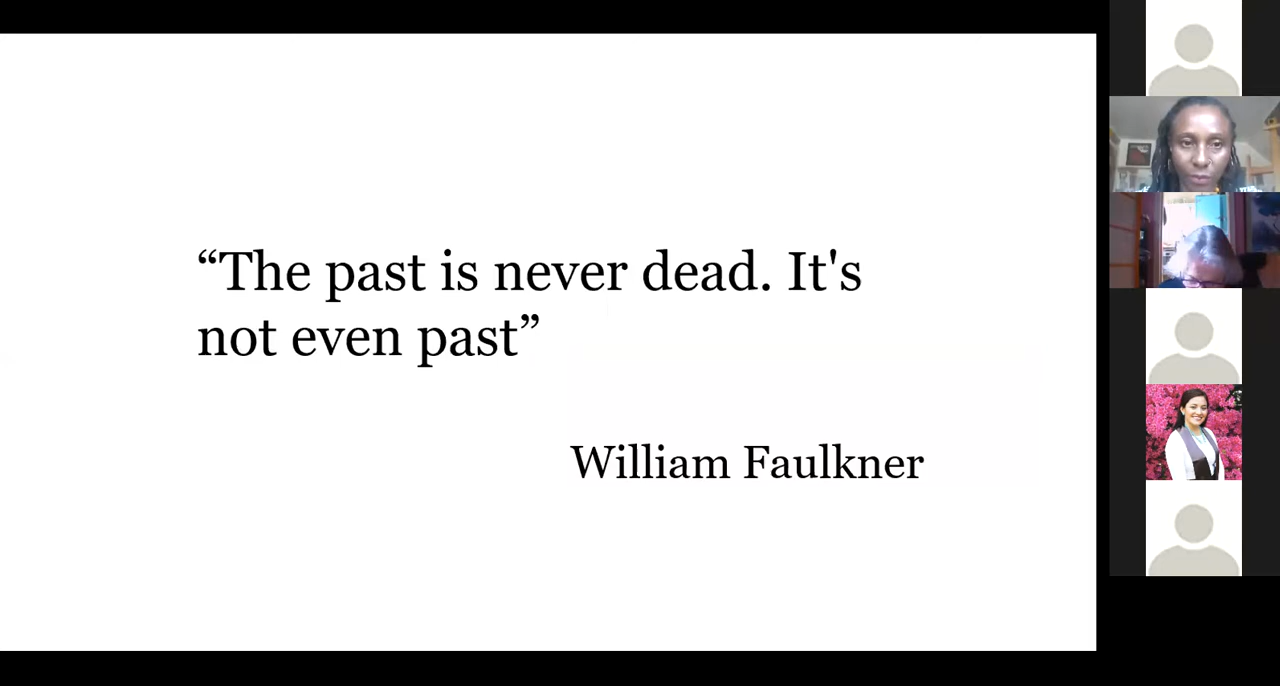 “The past is never dead. It's
not even past”
William Faulkner